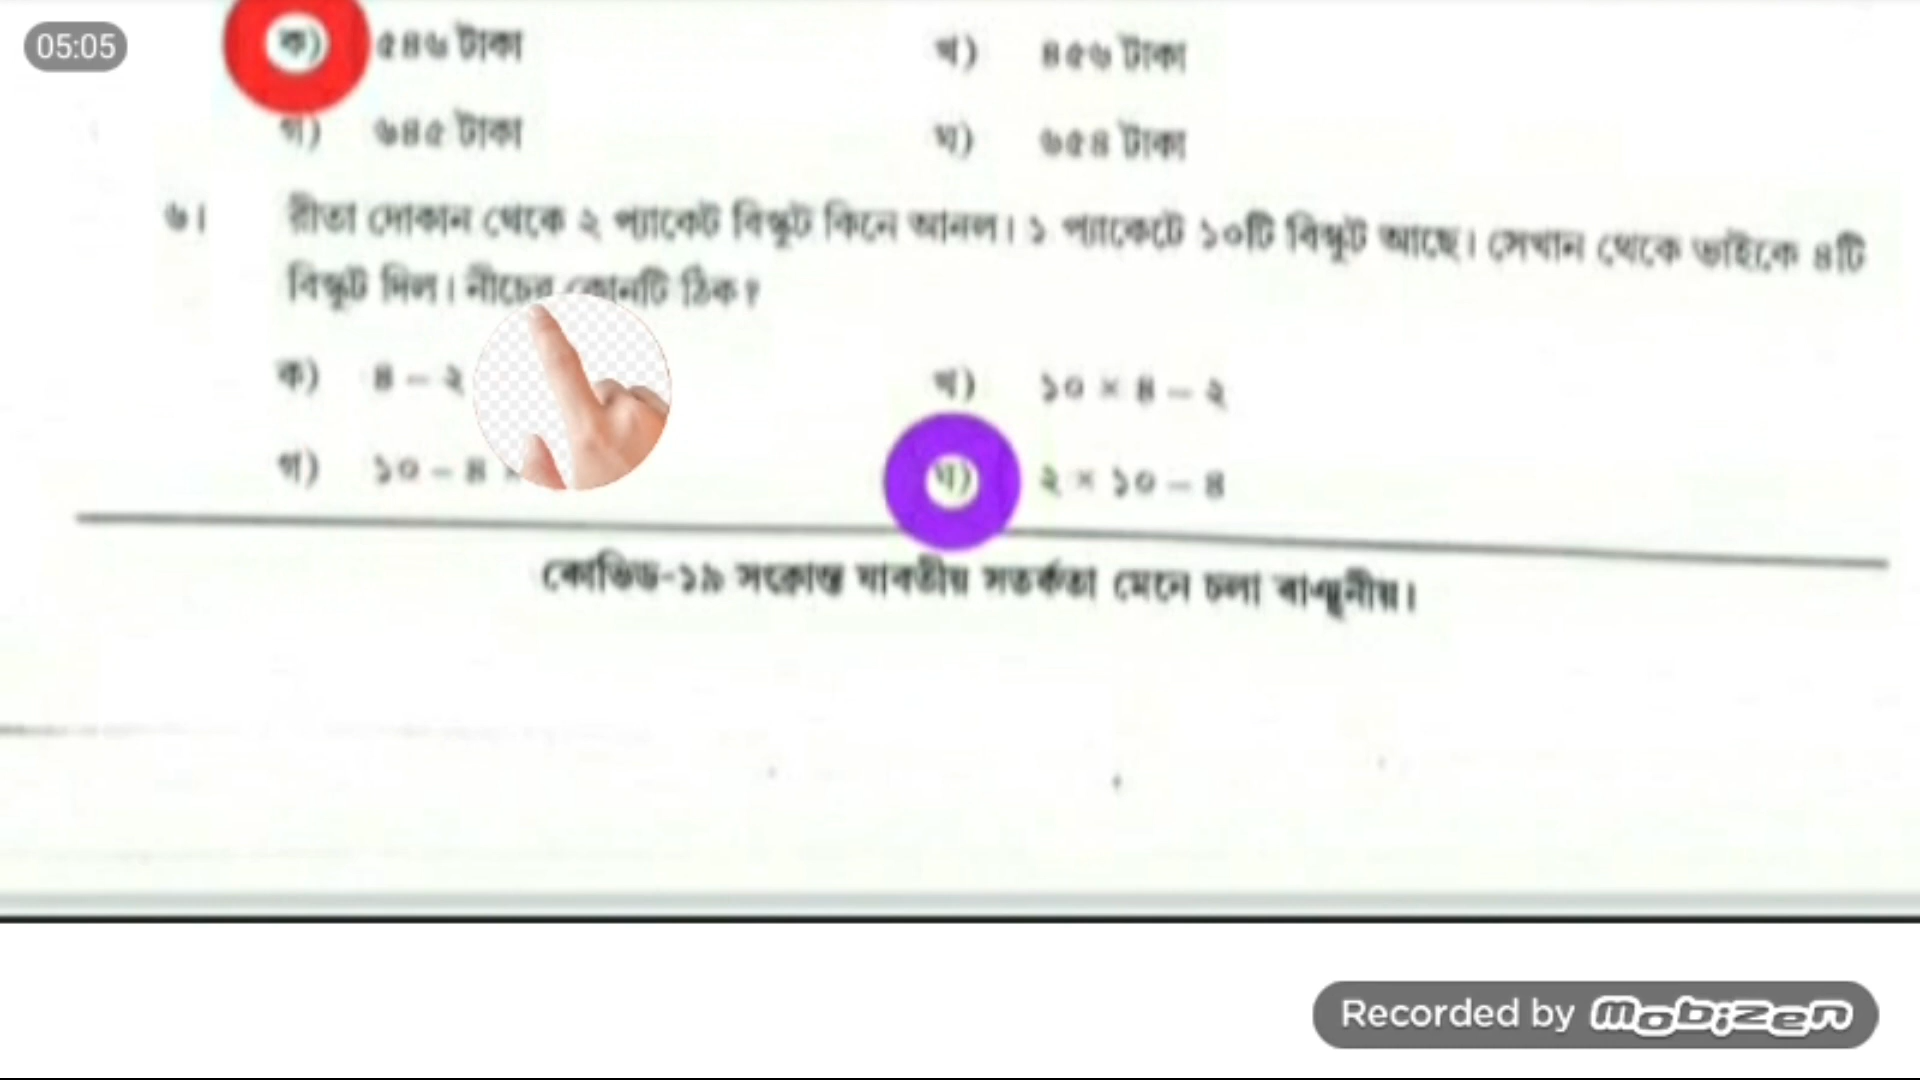 05:05
ক) ৫৪৬ টাকা খ) ৪৫৬ টাকা
গ) ৬৪৫ টাকা ঘ) ৬৫৪ টাকা
৬। রীতা দোকান থেকে ২ প্যাকেট বিস্কুট কিনে আনল। ১ প্যাকেটে ১০টি বিস্কুট আছে। সেখান থেকে ভাইকে ৪টি
বিস্কুট দিল। নীচের কোনটি ঠিক?
ক) ৪ – ২ খ) ১০ × ৪ – ২
গ) ১০ – ৪ ঘ) ২ × ১০ – ৪
কোভিড-১৯ সংক্রান্ত যাবতীয় সতর্কতা মেনে চলা বাঞ্ছনীয়।
Recorded by mobizen